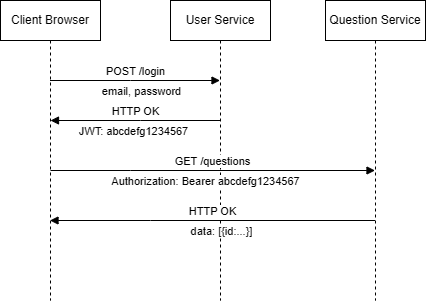 Client Browser
User Service
Question Service
POST /login
email, password
HTTP OK
JWT: abcdefg1234567
GET /questions
Authorization: Bearer abcdefg1234567
HTTP OK
data: [{id:...}]